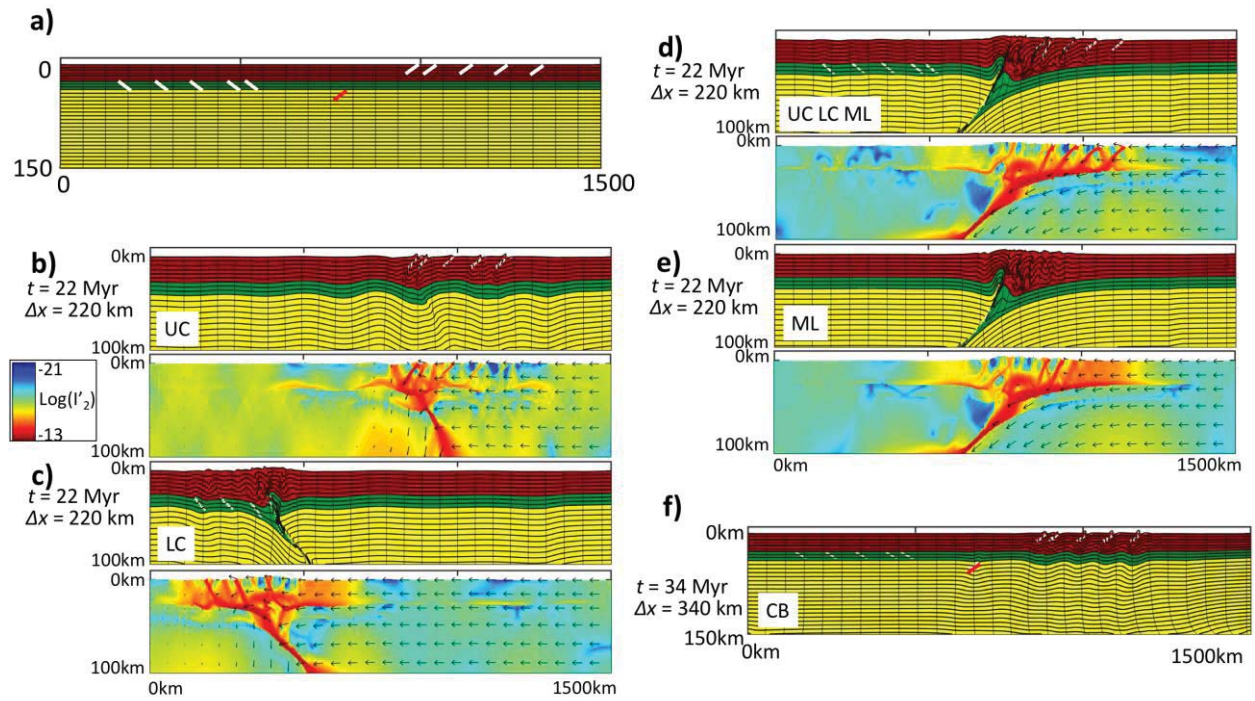 a)
0
150
0
1500
b)
0km
t = 22 Myr
Δx = 220 km
UC
100km
0km
-21
Log(I'₂)
-13
100km
c)
0km
t = 22 Myr
Δx = 220 km
LC
100km
0km
100km
0km
1500km
d)
t = 22 Myr
Δx = 220 km
UC LC ML
100km
0km
100km
e)
0km
t = 22 Myr
Δx = 220 km
ML
100km
0km
100km
0km
1500km
f)
0km
t = 34 Myr
Δx = 340 km
CB
150km
0km
1500km